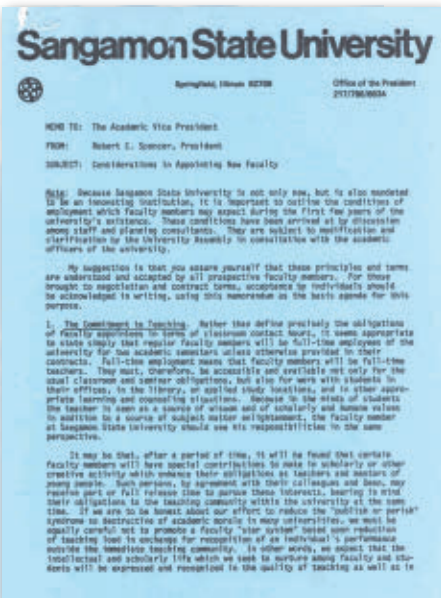 Sangamon State University
Springfield, Illinois 62708
Office of the President
217/786/6634
MEMO TO: The Academic Vice President
FROM: Robert C. Spencer, President
SUBJECT: Considerations in Appointing New Faculty
Note: Because Sangamon State University is not only new, but is also mandated
to be an innovating institution, it is important to outline the conditions of
employment which faculty members may expect during the first few years of the
university's existence. These conditions have been arrived at by discussion
among staff and planning consultants. They are subject to modification and
clarification by the University Assembly in consultation with the academic
officers of the university.
My suggestion is that you assure yourself that these principles and terms
are understood and accepted by all prospective faculty members. For those
brought to negotiation and contract terms, acceptance by individuals should
be acknowledged in writing, using this memorandum as the basic agenda for this
purpose.
1. The Commitment to Teaching. Rather than define precisely the obligations
of faculty appointees in terms of classroom contact hours, it seems appropriate
to state simply that regular faculty members will be full-time employees of the
university for two academic semesters unless otherwise provided in their
contracts. Full-time employment means that faculty members will be full-time
teachers. They must, therefore, be accessible and available not only for the
usual classroom and seminar obligations, but also for work with students in
their offices, in the library, on applied study locations, and in other appro-
priate learning and counseling situations. Because in the minds of students
the teacher is seen as a source of wisdom and of scholarly and humane values
in addition to a source of subject matter enlightenment, the faculty member
at Sangamon State University should see his responsibilities in the same
perspective.
It may be that, after a period of time, it will be found that certain
faculty members will have special contributions to make in scholarly or other
creative activity which enhance their obligations as teachers and mentors of
young people. Such persons, by agreement with their colleagues and Dean, may
receive part or full release time to pursue these interests, bearing in mind
their obligations to the teaching community within the university at the same
time. If we are to be honest about our effort to reduce the "publish or perish"
syndrome so destructive of academic morale in many universities, we must be
equally careful not to promote a faculty "star system" based upon reduction
of teaching load in exchange for recognition of an individual's performance
outside the immediate teaching community. In other words, we expect that the
intellectual and scholarly life which we seek to nurture among faculty and stu-
dents will be expressed and recognized in the quality of teaching as well as in